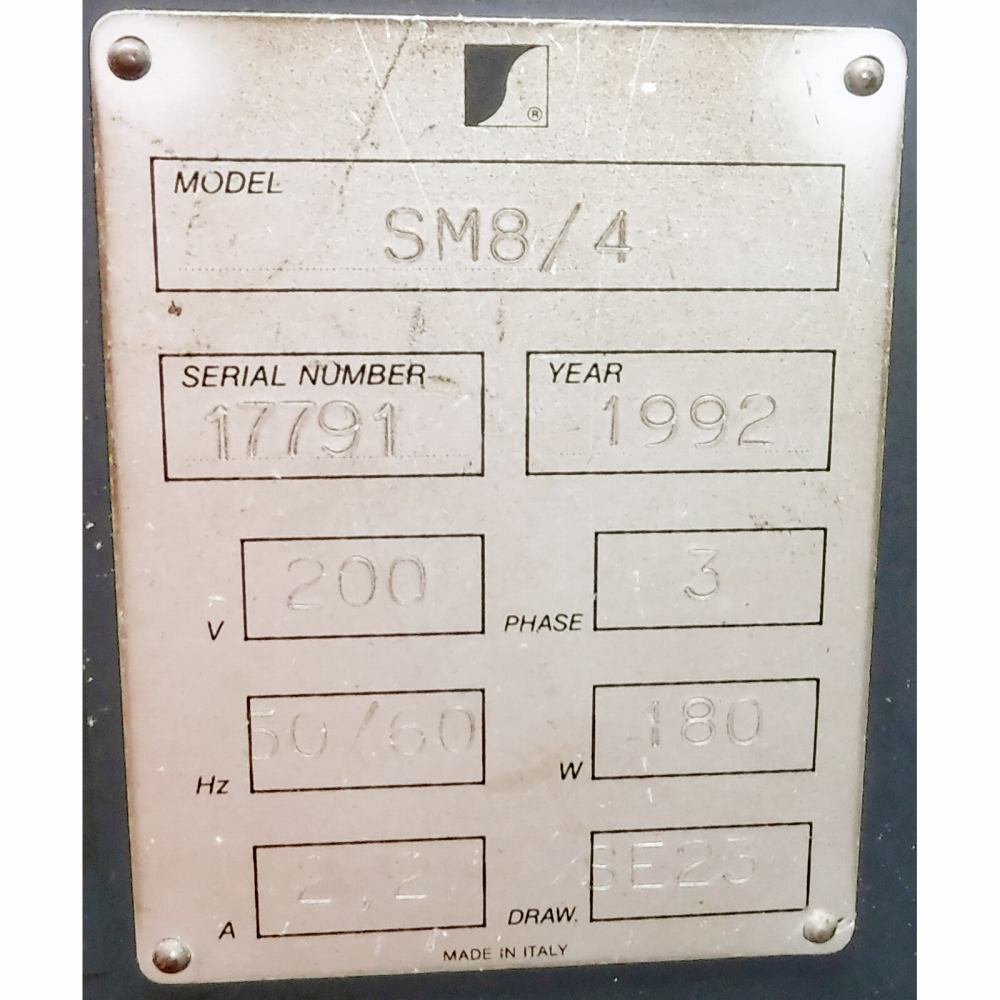 ®
MODEL
SM8/4
SERIAL NUMBER
17791
YEAR
1992
V
200
PHASE
3
Hz
50/60
W
180
A
2,2
DRAW.
SE23
MADE IN ITALY